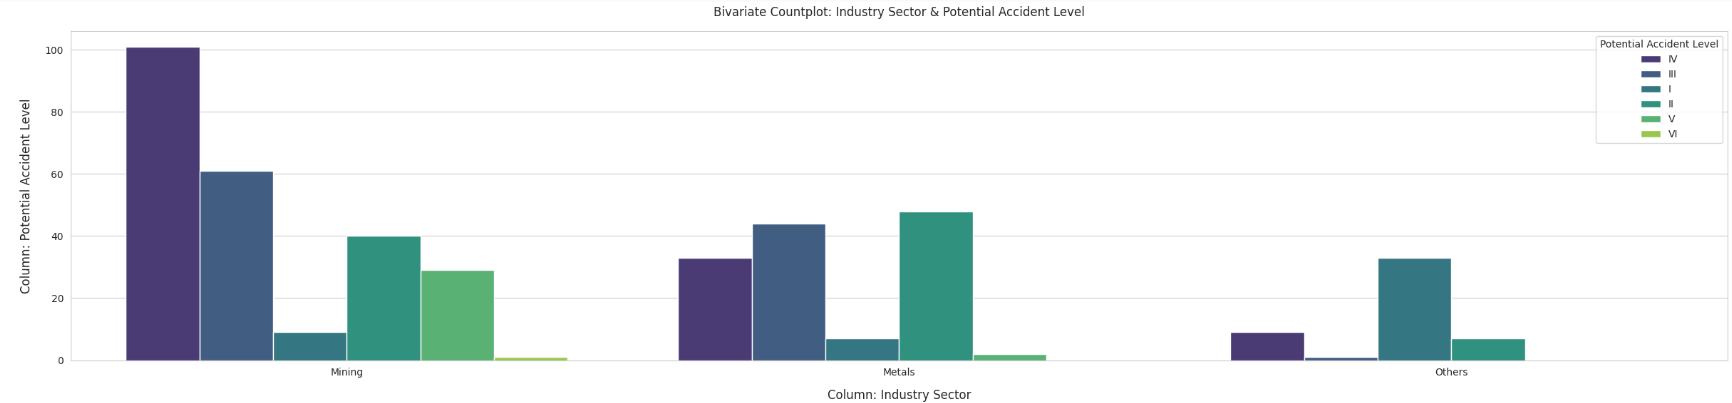 Bivariate Countplot: Industry Sector & Potential Accident Level
Column: Potential Accident Level
100
80
60
40
20
0
Potential Accident Level
IV
III
I
II
V
VI
Mining
Metals
Others
Column: Industry Sector